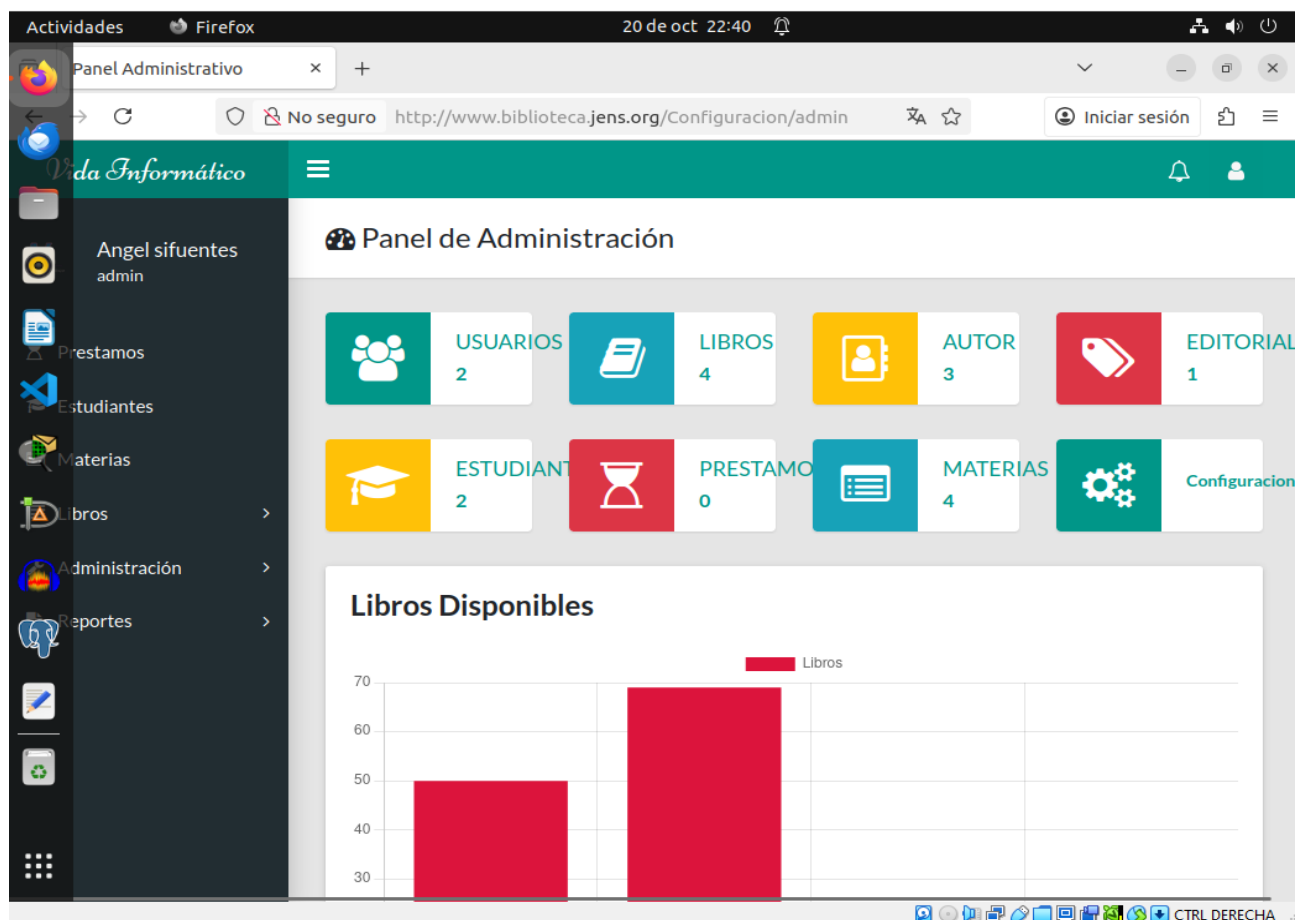 Actividades Firefox 20 de oct 22:40
Panel Administrativo
No seguro http://www.biblioteca.jens.org/Configuracion/admin Iniciar sesión
Vida Informático
Angel sifuentes
admin
Prestamos
Estudiantes
Materias
Libros
Administración
Reportes
Panel de Administración
USUARIOS LIBROS AUTOR EDITORIAL
2 4 3 1
ESTUDIANT PRESTAMO MATERIAS Configuracion
2 0 4
Libros Disponibles
Libros
70
60
50
40
30
CTRL DERECHA